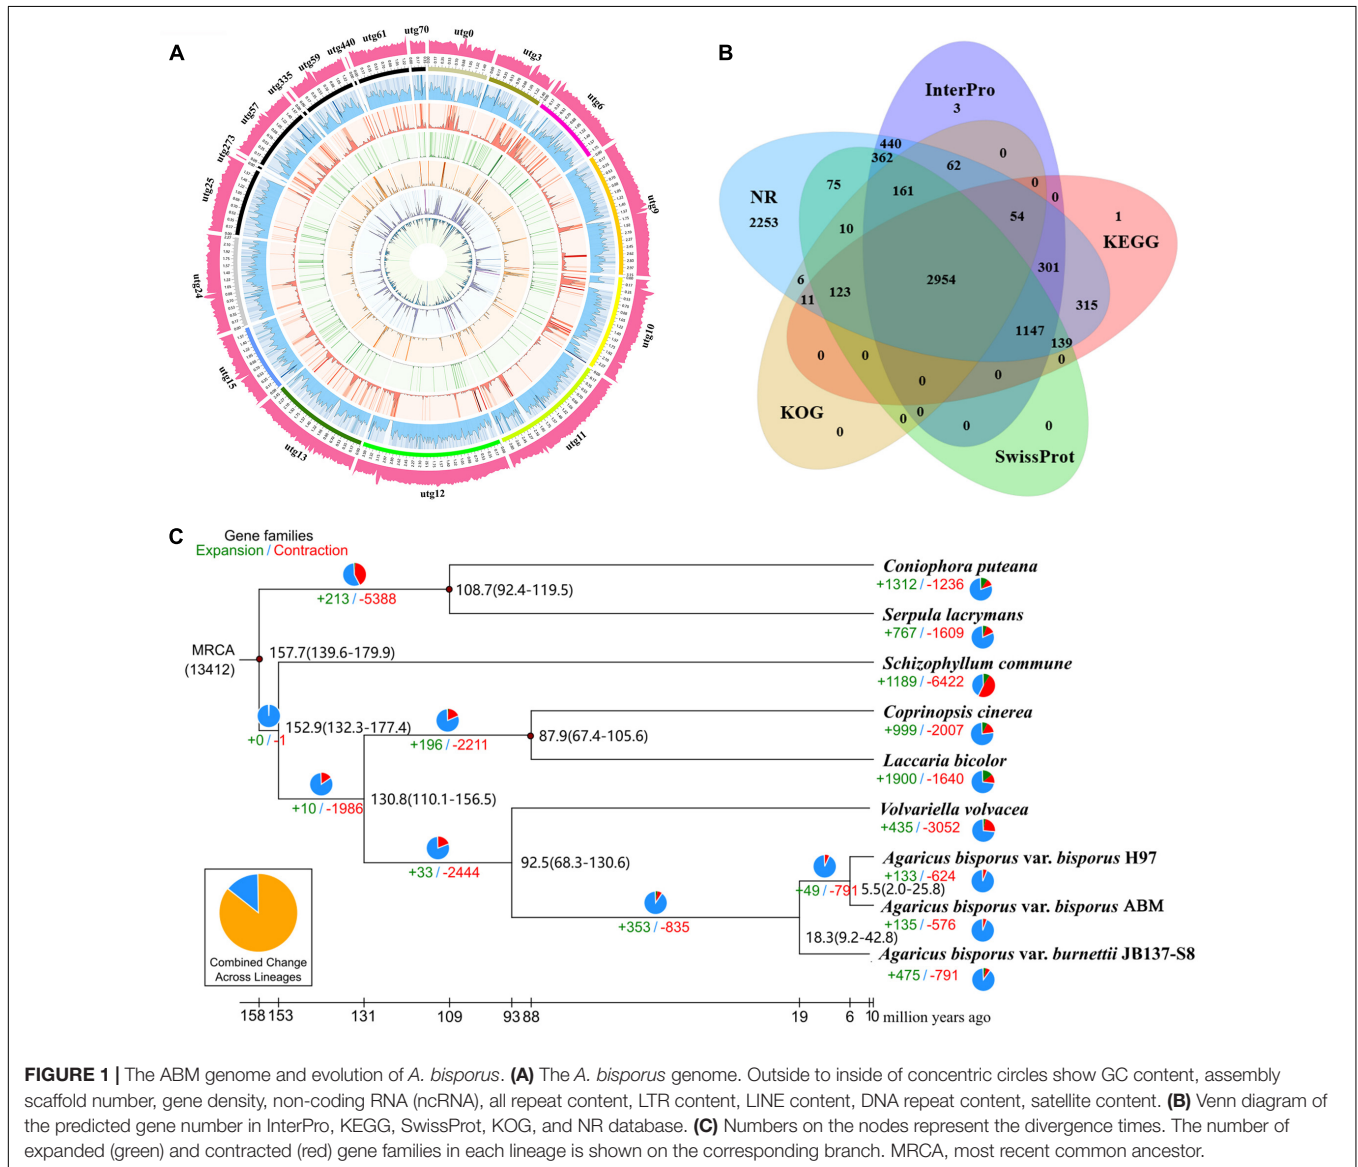 A
utg0
utg3
utg6
utg9
utg10
utg11
utg12
utg13
utg15
utg24
utg25
utg273
utg57
utg335
utg59
utg440
utg61
utg70
B
InterPro
3
440
362
62
0
0
0
NR
2253
75
161
54
1
KEGG
10
6
11
123
2954
301
315
1147
139
0
0
0
0
0
0
0
0
KOG
0
0
SwissProt
C
Gene families
Expansion / Contraction
+213 / -5388
108.7(92.4-119.5)
Coniophora puteana
+1312 / -1236
Serpula lacrymans
+767 / -1609
MRCA
(13412)
157.7(139.6-179.9)
Schizophyllum commune
+1189 / -6422
+0 / -1
152.9(132.3-177.4)
+196 / -2211
87.9(67.4-105.6)
Coprinopsis cinerea
+999 / -2007
Laccaria bicolor
+1900 / -1640
+10 / -1986
130.8(110.1-156.5)
Volvariella volvacea
+435 / -3052
+33 / -2444
92.5(68.3-130.6)
Agaricus bisporus var. bisporus H97
+133 / -624
+49 / -791
5.5(2.0-25.8)
Agaricus bisporus var. bisporus ABM
+135 / -576
+353 / -835
18.3(9.2-42.8)
Agaricus bisporus var. burnettii JB137-S8
+475 / -791
Combined Change
Across Lineages
158 153 131 109 93 88 19 6 1 0 million years ago
FIGURE 1 | The ABM genome and evolution of A. bisporus. (A) The A. bisporus genome. Outside to inside of concentric circles show GC content, assembly
scaffold number, gene density, non-coding RNA (ncRNA), all repeat content, LTR content, LINE content, DNA repeat content, satellite content. (B) Venn diagram of
the predicted gene number in InterPro, KEGG, SwissProt, KOG, and NR database. (C) Numbers on the nodes represent the divergence times. The number of
expanded (green) and contracted (red) gene families in each lineage is shown on the corresponding branch. MRCA, most recent common ancestor.